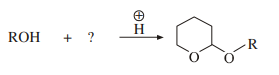 ROH + ? ⊕ H
O O R